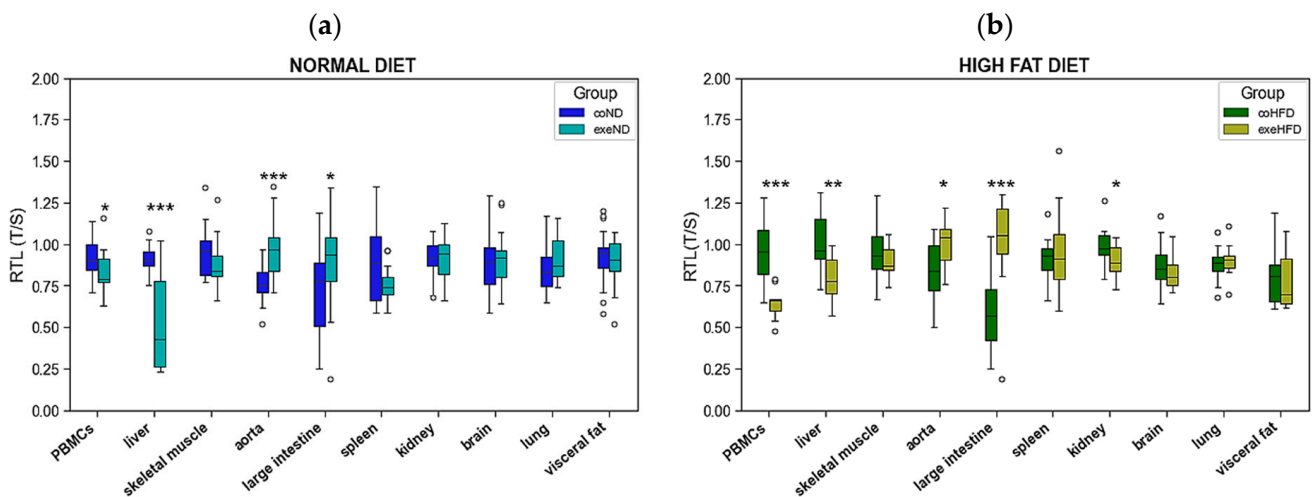 (a)
NORMAL DIET
RTL (T/S)
2.00
1.75
1.50
1.25
1.00
0.75
0.50
0.25
0.00
Group
coND
exeND
* *** *** *
PBMCs
liver
skeletal muscle
aorta
large intestine
spleen
kidney
brain
lung
visceral fat
(b)
HIGH FAT DIET
RTL(T/S)
2.00
1.75
1.50
1.25
1.00
0.75
0.50
0.25
0.00
Group
coHFD
exeHFD
*** ** * *** *
PBMCs
liver
skeletal muscle
aorta
large intestine
spleen
kidney
brain
lung
visceral fat